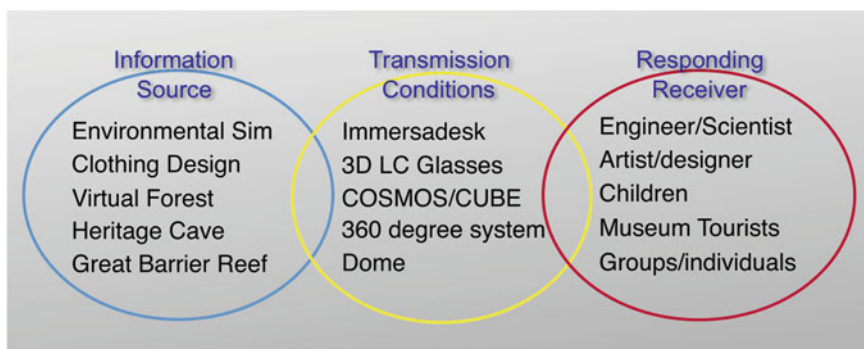 Information
Source
Environmental Sim
Clothing Design
Virtual Forest
Heritage Cave
Great Barrier Reef
Transmission
Conditions
Immersadesk
3D LC Glasses
COSMOS/CUBE
360 degree system
Dome
Responding
Receiver
Engineer/Scientist
Artist/designer
Children
Museum Tourists
Groups/individuals